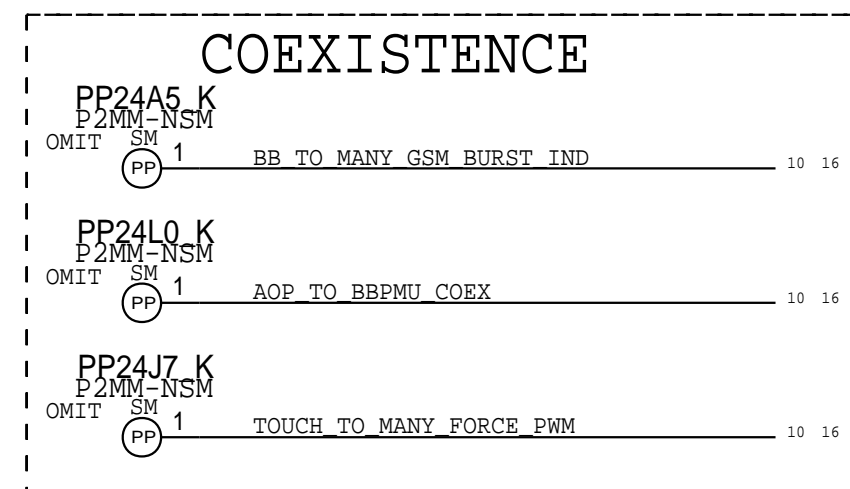 COEXISTENCE
PP24A5_K
P2MM-NSM
OMIT SM
PP 1 BB_TO_MANY_GSM_BURST_IND 10 16
PP24L0_K
P2MM-NSM
OMIT SM
PP 1 AOP_TO_BBPMU_COEX 10 16
PP24J7_K
P2MM-NSM
OMIT SM
PP 1 TOUCH_TO_MANY_FORCE_PWM 10 16